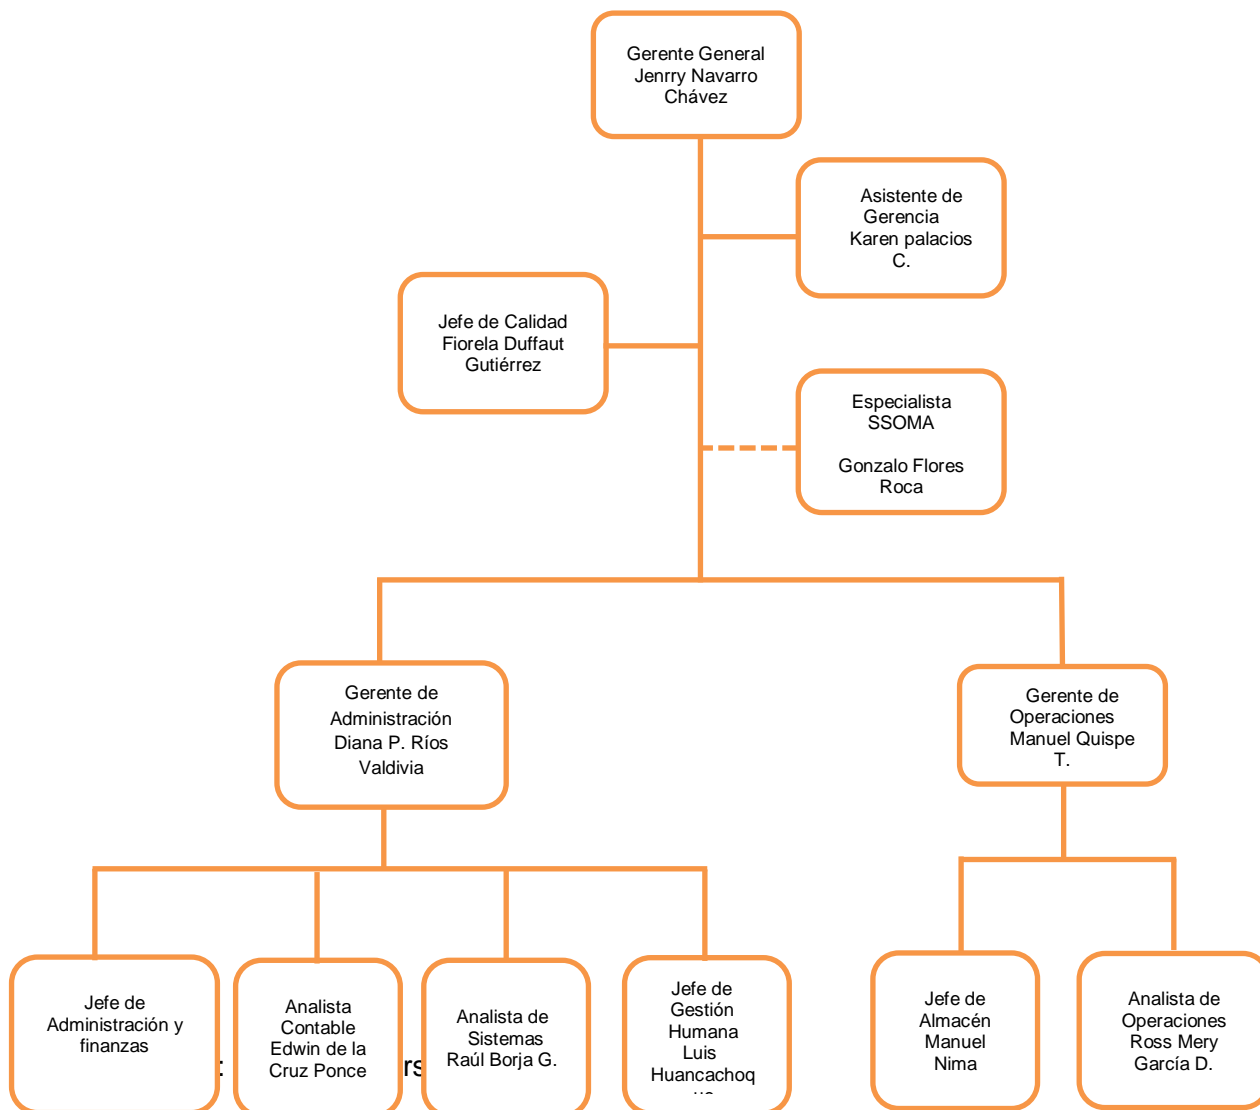 Gerente General
Jenrry Navarro
Chávez
Asistente de
Gerencia
Karen palacios
C.
Jefe de Calidad
Fiorela Duffaut
Gutiérrez
Especialista
SSOMA
Gonzalo Flores
Roca
Gerente de
Administración
Diana P. Ríos
Valdivia
Gerente de
Operaciones
Manuel Quispe
T.
Jefe de
Administración y
finanzas
Analista
Contable
Edwin de la
Cruz Ponce
Analista de
Sistemas
Raúl Borja G.
Jefe de
Gestión
Humana
Luis
Huancachoq
Jefe de
Almacén
Manuel
Nima
Analista de
Operaciones
Ross Mery
García D.